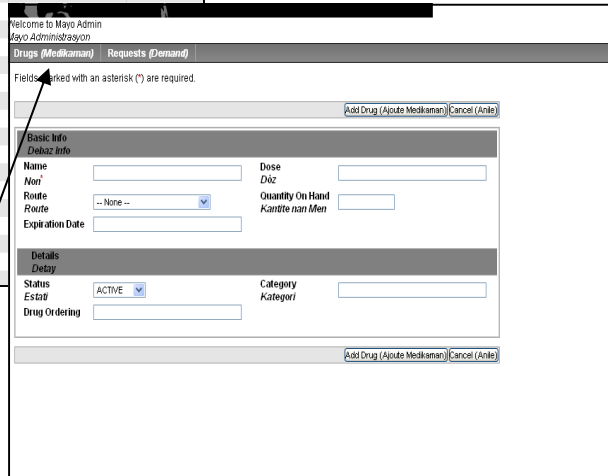 Welcome to Mayo Admin
Mayo Administrasyon
Drugs (Medikaman) Requests (Demand)
Fields marked with an asterisk (*) are required.
Add Drug (Ajoute Medikaman) Cancel (Anile)
Basic Info
Debaz Info
Name
Non*
Dose
Dòz
Route
Route
-- None --
Quantity On Hand
Kantite nan Men
Expiration Date
Details
Detay
Status
Estati
ACTIVE
Category
Kategori
Drug Ordering
Add Drug (Ajoute Medikaman) Cancel (Anile)